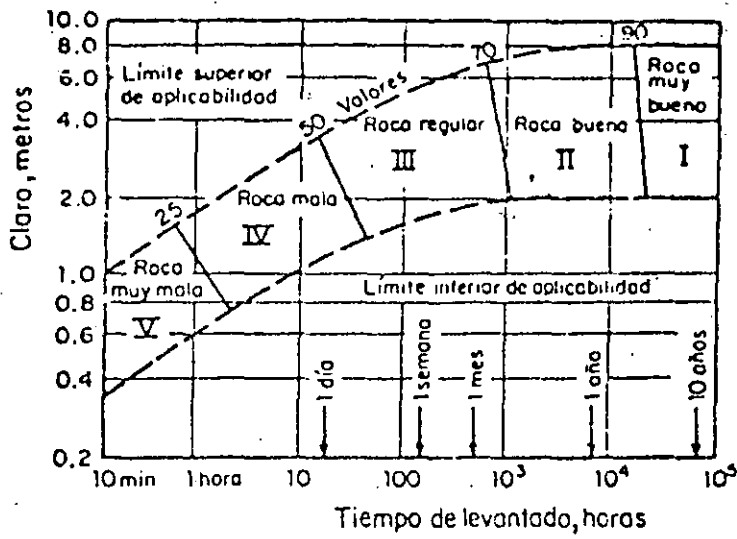 10.0
8.0
6.0
4.0
2.0
1.0
0.8
0.6
0.4
0.2
Claro, metros
Límite superior
de aplicabilidad
25
50
Valores
70
90
Roca muy
bueno
I
Roca bueno
II
Roca regular
III
Roca mala
IV
Roca
muy mala
V
Límite inferior de aplicabilidad
1 día
1 semana
1 mes
1 año
10 años
10 min
1 hora
10
100
10³
10⁴
10⁵
Tiempo de levantado, horas